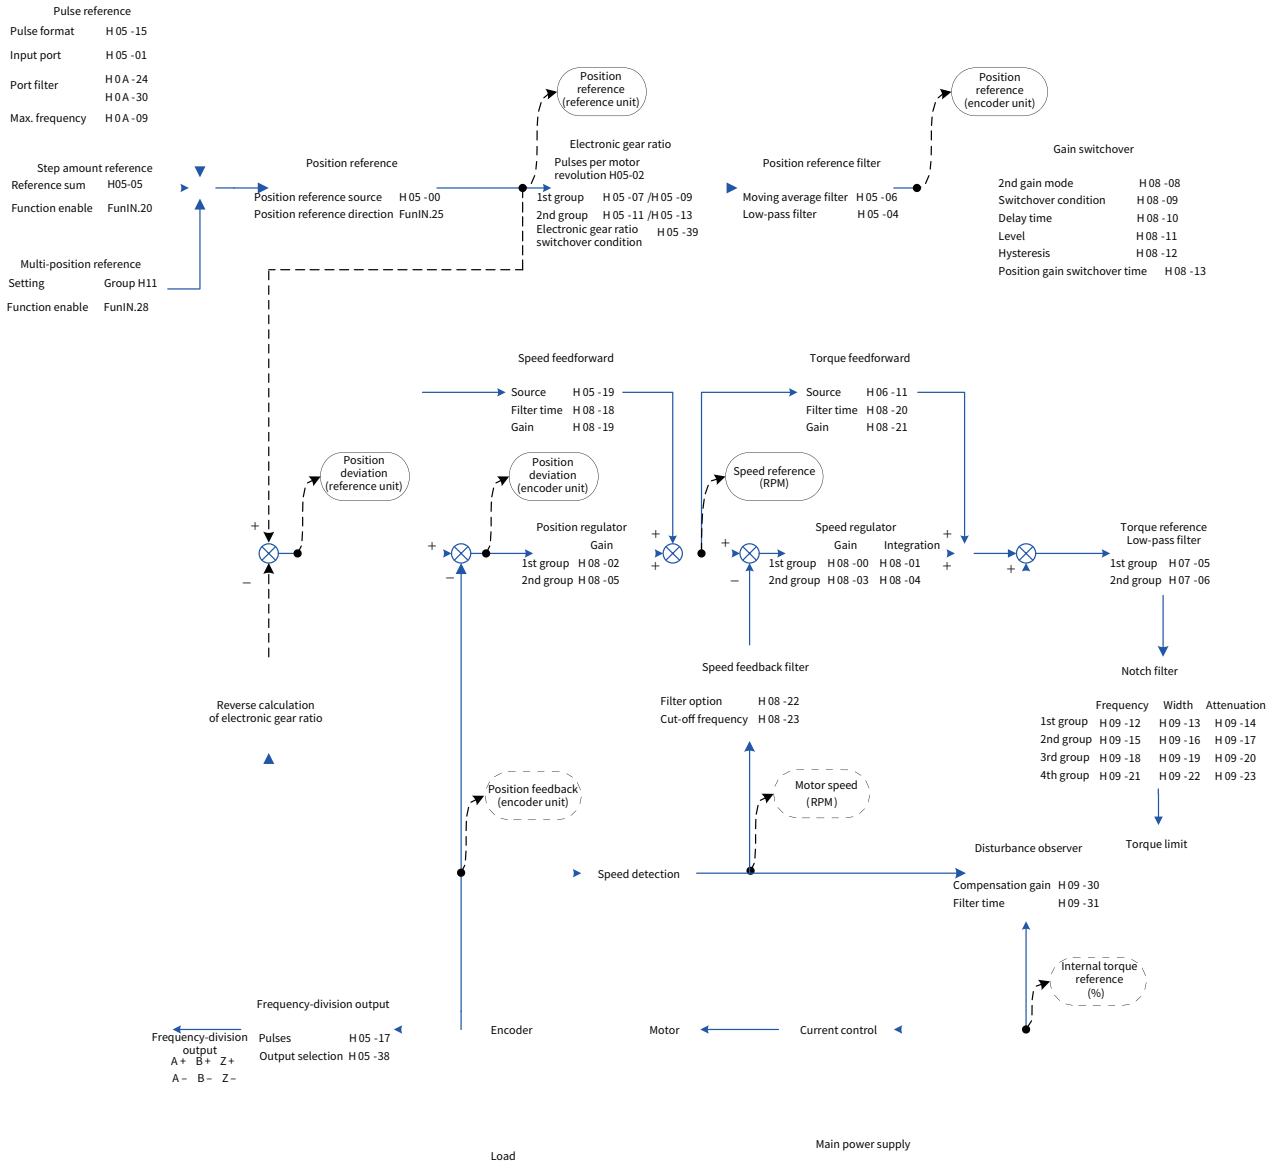 Pulse reference
Pulse format H05-15
Input port H05-01
Port filter H0A-24
H0A-30
Max. frequency H0A-09
Step amount reference
Reference sum H05-05
Function enable FunIN.20
Multi-position reference
Setting Group H11
Function enable FunIN.28
Position reference
Position reference source H05-00
Position reference direction FunIN.25
Position
reference
(reference unit)
Electronic gear ratio
Pulses per motor
revolution H05-02
1st group H05-07 /H05-09
2nd group H05-11 /H05-13
Electronic gear ratio
switchover condition H05-39
Position reference filter
Moving average filter H05-06
Low-pass filter H05-04
Position
reference
(encoder unit)
Gain switchover
2nd gain mode H08-08
Switchover condition H08-09
Delay time H08-10
Level H08-11
Hysteresis H08-12
Position gain switchover time H08-13
Speed feedforward
Source H05-19
Filter time H08-18
Gain H08-19
Torque feedforward
Source H06-11
Filter time H08-20
Gain H08-21
Position
deviation
(reference unit)
+
–
Position
deviation
(encoder unit)
+
–
Position regulator
Gain
1st group H08-02
2nd group H08-05
+
+
Speed reference
(RPM)
+
–
Speed regulator
Gain Integration
1st group H08-00 H08-01
2nd group H08-03 H08-04
+
+
+
Torque reference
Low-pass filter
1st group H07-05
2nd group H07-06
Speed feedback filter
Filter option H08-22
Cut-off frequency H08-23
Notch filter
Frequency Width Attenuation
1st group H09-12 H09-13 H09-14
2nd group H09-15 H09-16 H09-17
3rd group H09-18 H09-19 H09-20
4th group H09-21 H09-22 H09-23
Reverse calculation
of electronic gear ratio
Position feedback
(encoder unit)
Motor speed
(RPM)
Torque limit
Speed detection
Disturbance observer
Compensation gain H09-30
Filter time H09-31
Internal torque
reference
(%)
Frequency-division output
Pulses H05-17
Output selection H05-38
Frequency-division
output
A+ B+ Z+
A– B– Z–
Encoder
Motor
Current control
Main power supply
Load